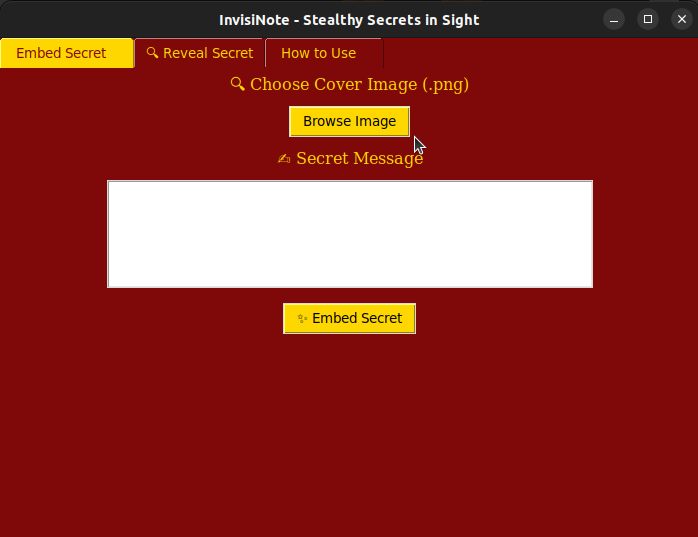 InvisiNote - Stealthy Secrets in Sight
Embed Secret
🔍 Reveal Secret
How to Use
🔍 Choose Cover Image (.png)
Browse Image
✍ Secret Message
✨ Embed Secret